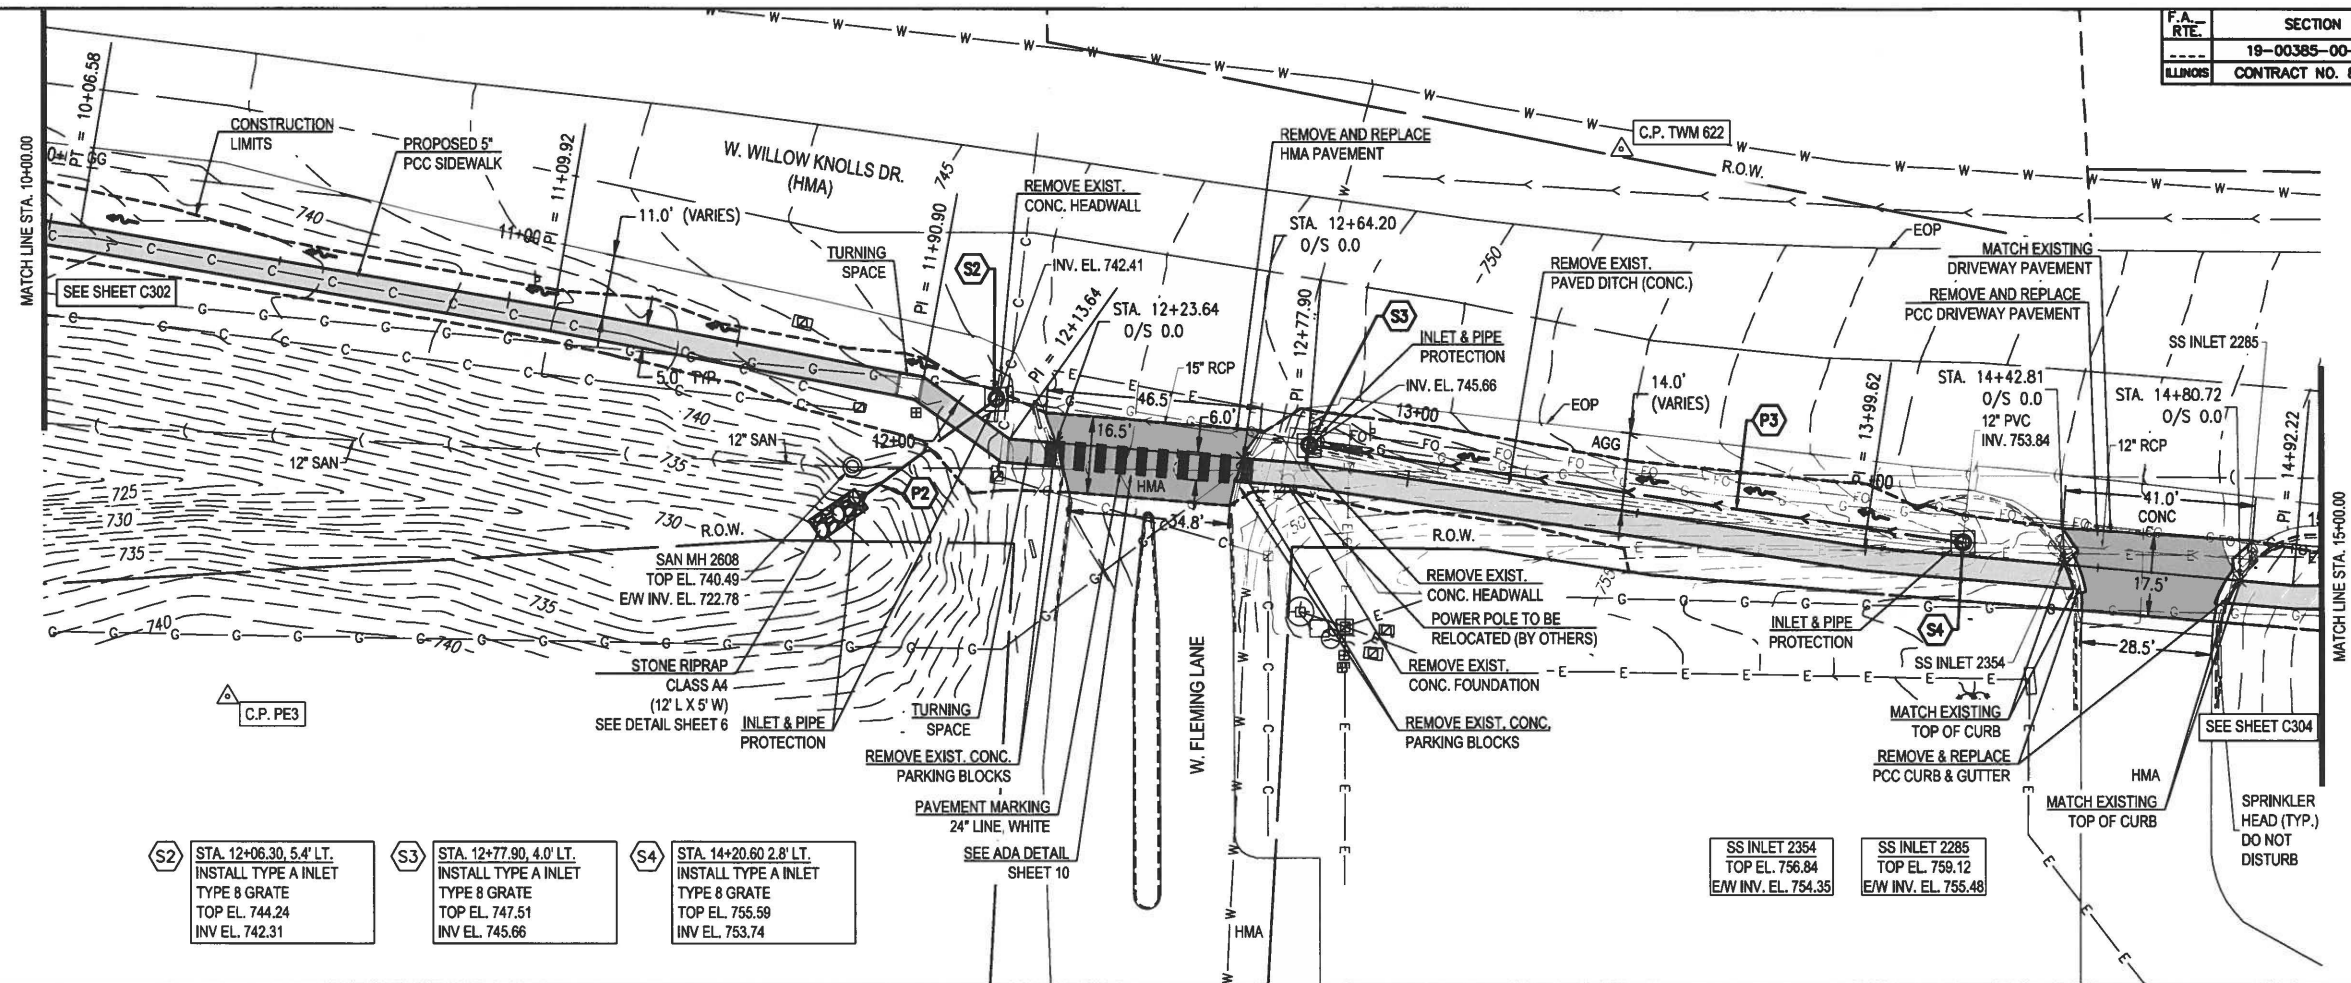 F.A.
RTE.
SECTION
19-00385-00-
ILLINOIS
CONTRACT NO.
MATCH LINE STA. 10+00.00
PI = 10+06.58
CONSTRUCTION
LIMITS
PROPOSED 5"
PCC SIDEWALK
PI = 11+09.92
11.0' (VARIES)
W. WILLOW KNOLLS DR.
(HMA)
745
740
11+00
SEE SHEET C302
TURNING
SPACE
PI = 11+90.90
S2
REMOVE EXIST.
CONC. HEADWALL
INV. EL. 742.41
PI = 12+13.64
STA. 12+23.64
O/S 0.0
REMOVE AND REPLACE
HMA PAVEMENT
STA. 12+64.20
O/S 0.0
PI = 12+77.90
C.P. TWM 622
R.O.W.
750
REMOVE EXIST.
PAVED DITCH (CONC.)
S3
INLET & PIPE
PROTECTION
INV. EL. 745.66
15" RCP
46.5'
6.0'
16.5'
HMA
34.8'
13+00
EOP
AGG
14.0'
(VARIES)
P3
PI = 13+99.62
EOP
MATCH EXISTING
DRIVEWAY PAVEMENT
REMOVE AND REPLACE
PCC DRIVEWAY PAVEMENT
SS INLET 2285
STA. 14+42.81
O/S 0.0
12" PVC
INV. 753.84
STA. 14+80.72
O/S 0.0
12" RCP
PI = 14+92.22
41.0'
CONC
17.5'
28.5'
MATCH LINE STA. 15+00.00
5.0' TYP.
740
12" SAN
12" SAN
735
12+00
725
730
735
730
R.O.W.
P2
SAN MH 2608
TOP EL. 740.49
E/W INV. EL. 722.78
735
740
740
STONE RIPRAP
CLASS A4
(12' L X 5' W)
SEE DETAIL SHEET 6
INLET & PIPE
PROTECTION
TURNING
SPACE
REMOVE EXIST. CONC.
PARKING BLOCKS
PAVEMENT MARKING
24" LINE, WHITE
SEE ADA DETAIL
SHEET 10
C.P. PE3
W. FLEMING LANE
R.O.W.
755
REMOVE EXIST.
CONC. HEADWALL
POWER POLE TO BE
RELOCATED (BY OTHERS)
REMOVE EXIST.
CONC. FOUNDATION
REMOVE EXIST. CONC.
PARKING BLOCKS
HMA
INLET & PIPE
PROTECTION
S4
SS INLET 2354
MATCH EXISTING
TOP OF CURB
REMOVE & REPLACE
PCC CURB & GUTTER
HMA
MATCH EXISTING
TOP OF CURB
SEE SHEET C304
SPRINKLER
HEAD (TYP.)
DO NOT
DISTURB
S2
STA. 12+06.30, 5.4' LT.
INSTALL TYPE A INLET
TYPE 8 GRATE
TOP EL. 744.24
INV EL. 742.31
S3
STA. 12+77.90, 4.0' LT.
INSTALL TYPE A INLET
TYPE 8 GRATE
TOP EL. 747.51
INV EL. 745.66
S4
STA. 14+20.60 2.8' LT.
INSTALL TYPE A INLET
TYPE 8 GRATE
TOP EL. 755.59
INV EL. 753.74
SS INLET 2354
TOP EL. 756.84
E/W INV. EL. 754.35
SS INLET 2285
TOP EL. 759.12
E/W INV. EL. 755.48